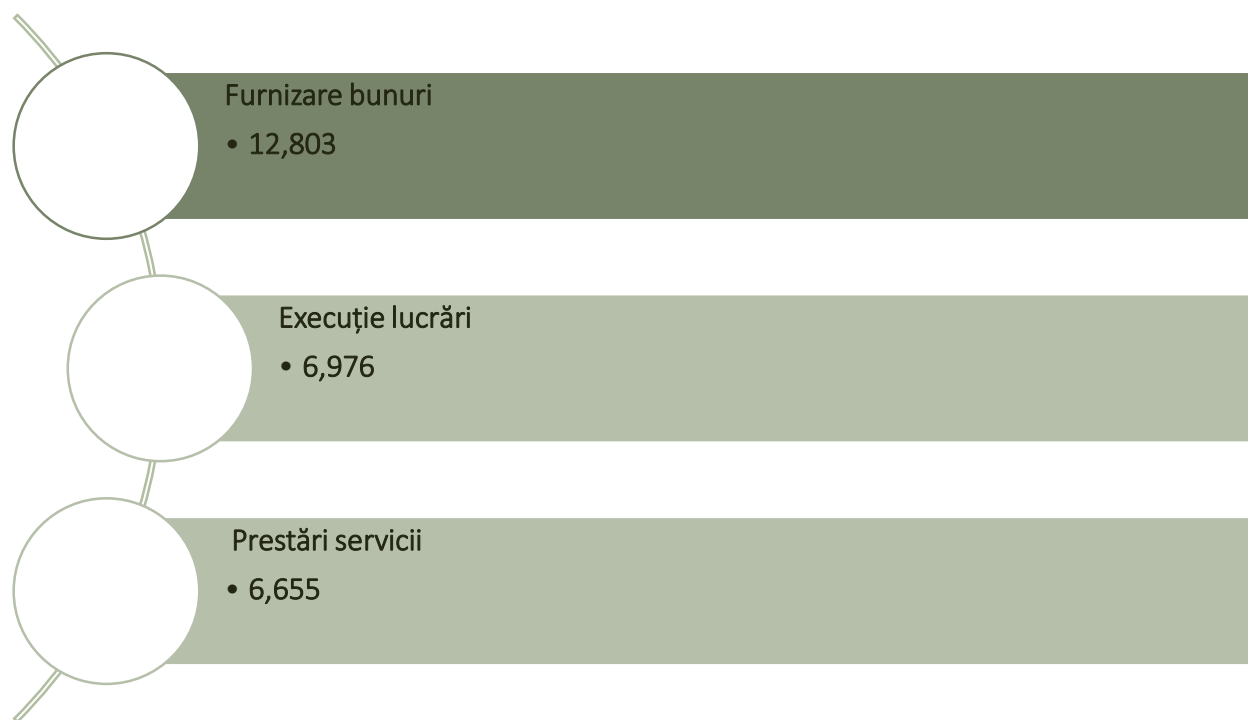 Furnizare bunuri
• 12,803
Execuție lucrări
• 6,976
Prestări servicii
• 6,655